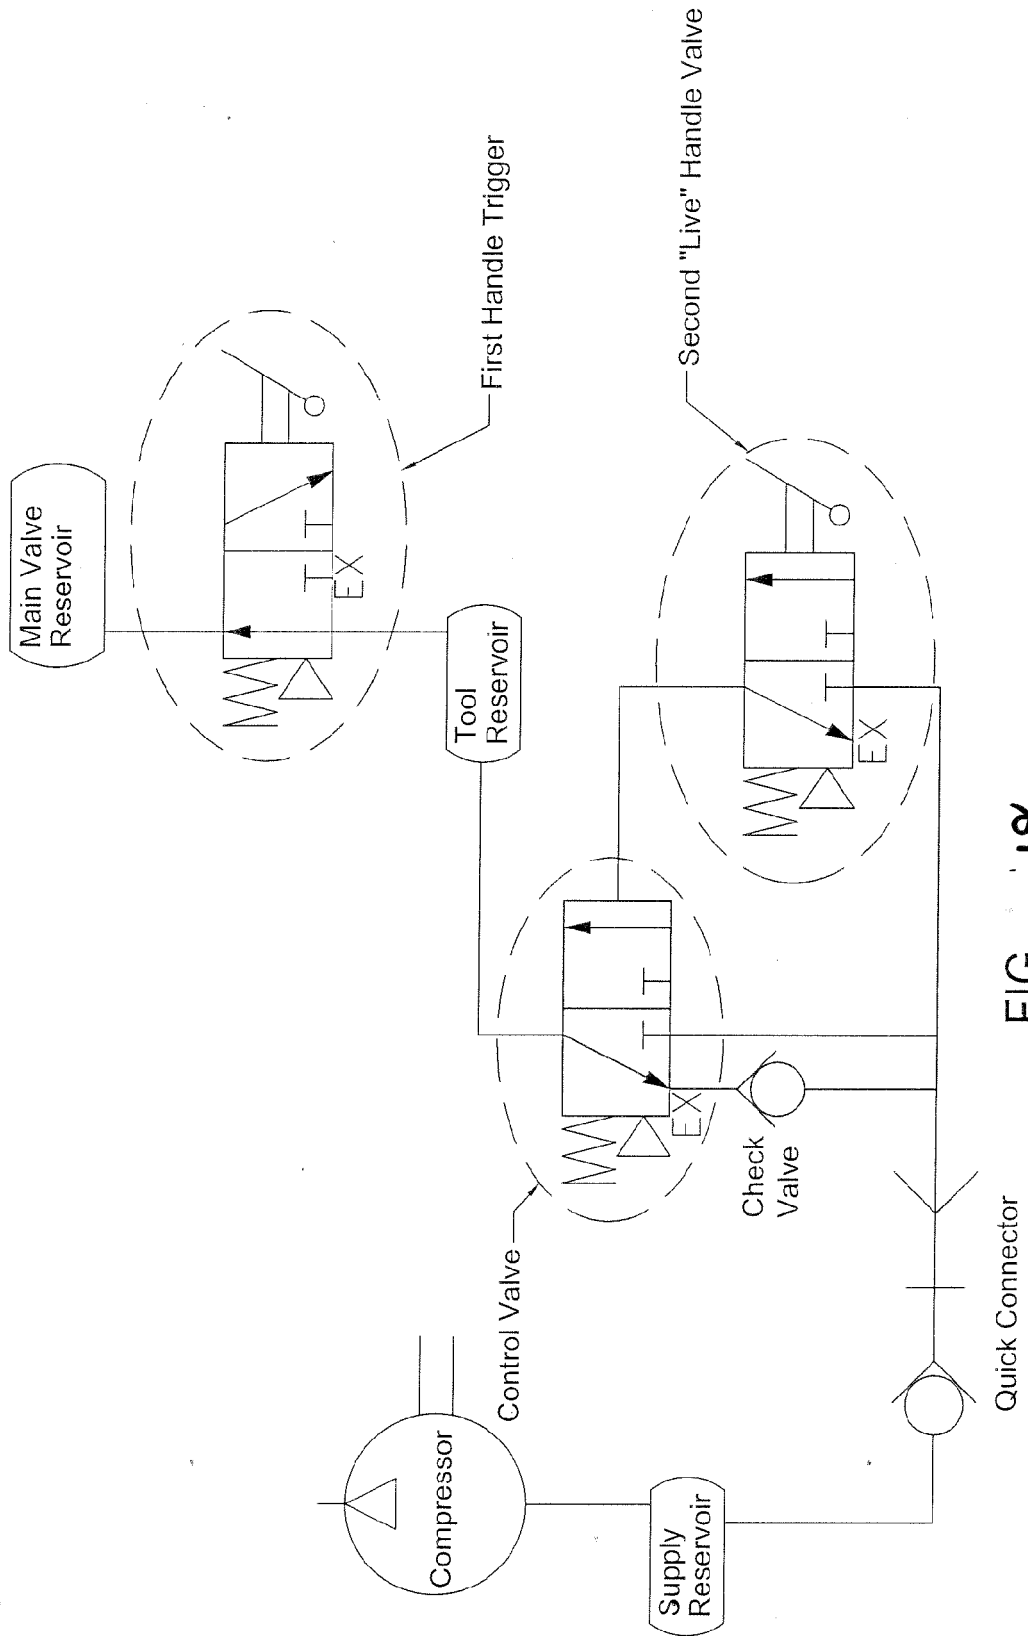 Main Valve
Reservoir
EX
Compressor
Tool
Reservoir
First Handle Trigger
Control Valve
Supply
Reservoir
EX
Second "Live" Handle Valve
Check
Valve
EX
Quick Connector
FIG